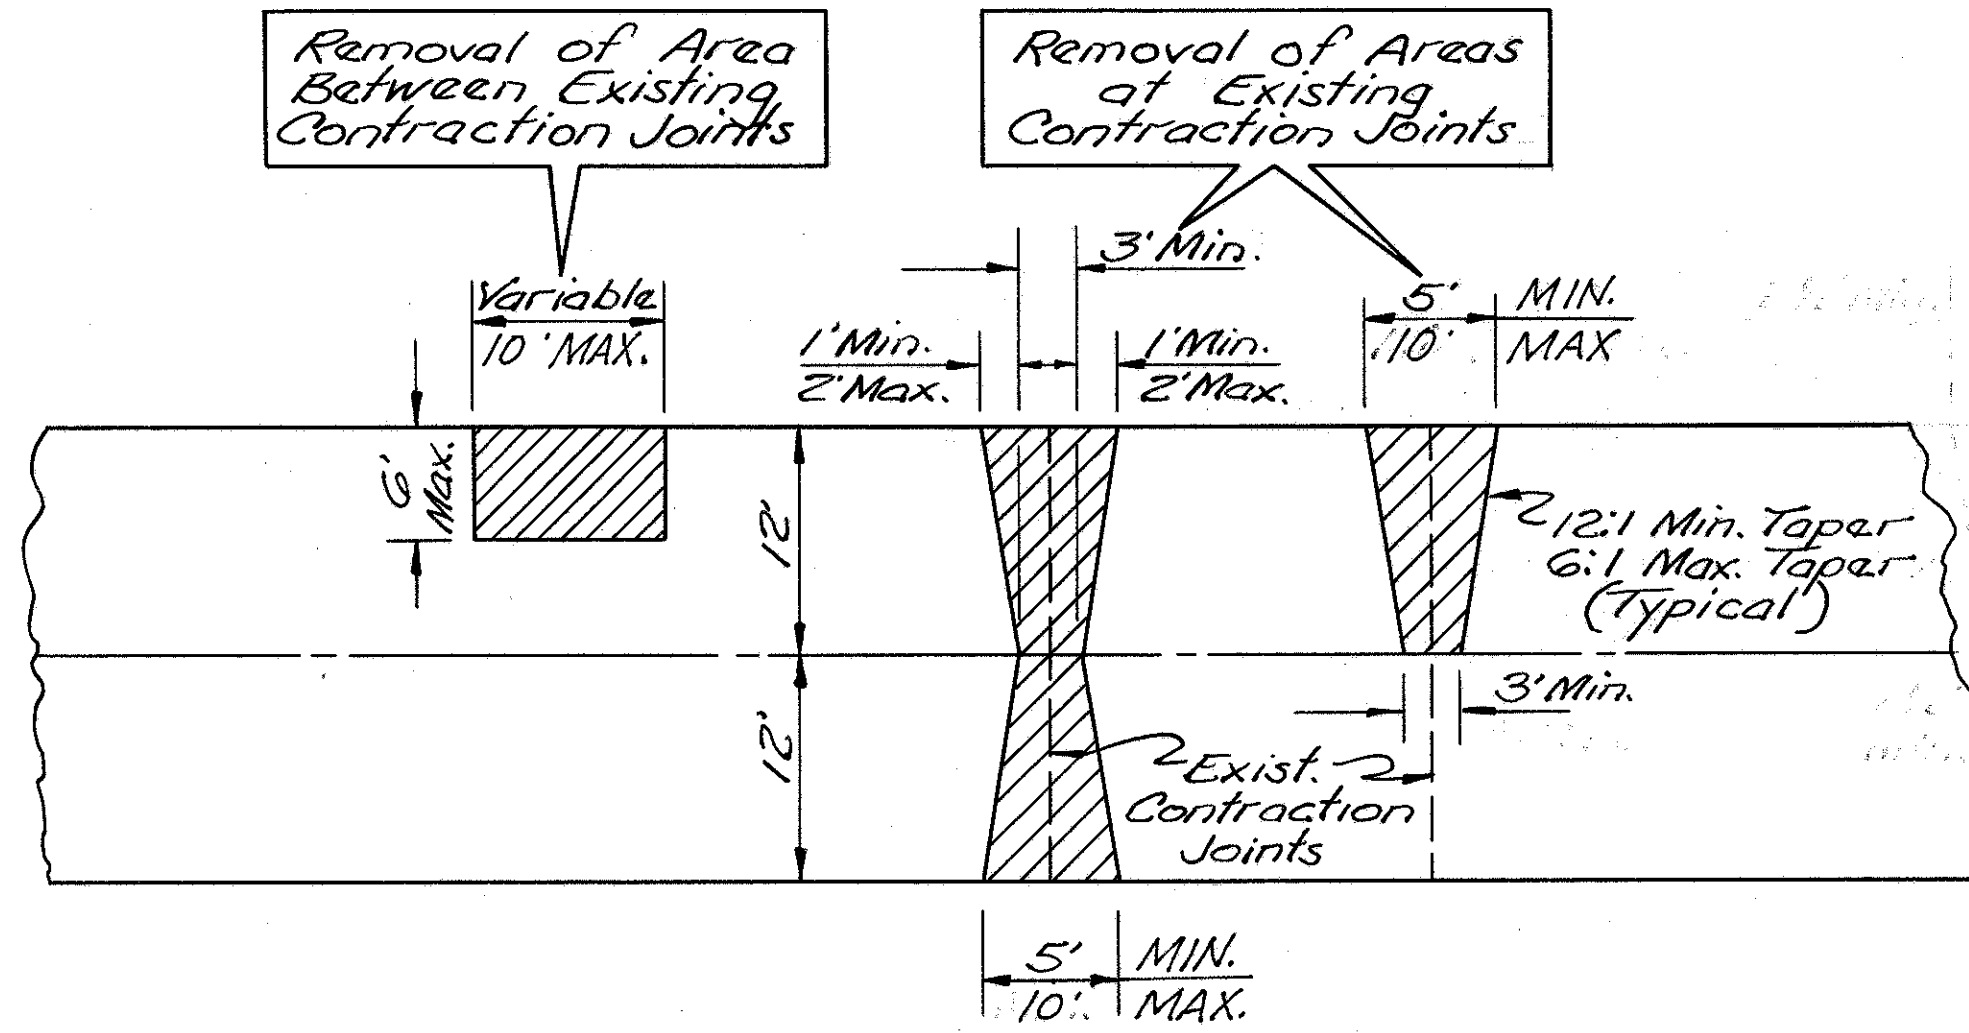 Removal of Area
Between Existing
Contraction Joints
Removal of Areas
at Existing
Contraction Joints
3' Min.
Variable
10' MAX.
1' Min.
2' Max.
1' Min.
2' Max.
5' MIN.
10' MAX
6'
Max.
12'
12:1 Min. Taper
6:1 Max. Taper
(Typical)
3' Min.
12'
Exist.
Contraction
Joints
5' MIN.
10' MAX.